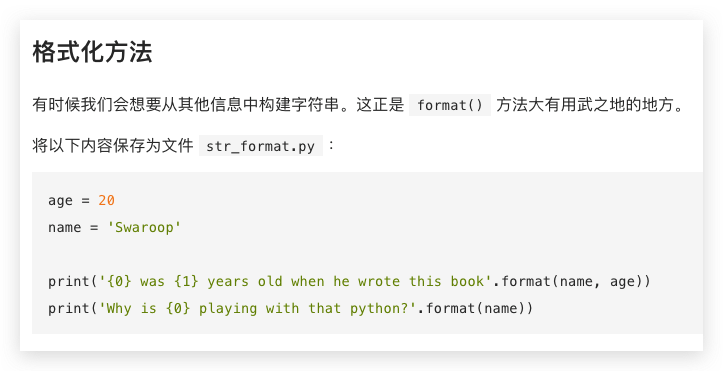 格式化方法
有时候我们会想要从其他信息中构建字符串。这正是 format() 方法大有用武之地的地方。
将以下内容保存为文件 str_format.py：
age = 20
name = 'Swaroop'

print('{0} was {1} years old when he wrote this book'.format(name, age))
print('Why is {0} playing with that python?'.format(name))